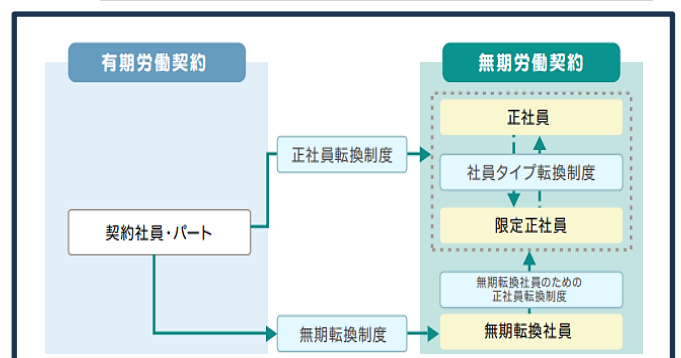 有期労働契約
無期労働契約
正社員
正社員転換制度
社員タイプ転換制度
契約社員・パート
限定正社員
無期転換社員のための
正社員転換制度
無期転換制度
無期転換社員